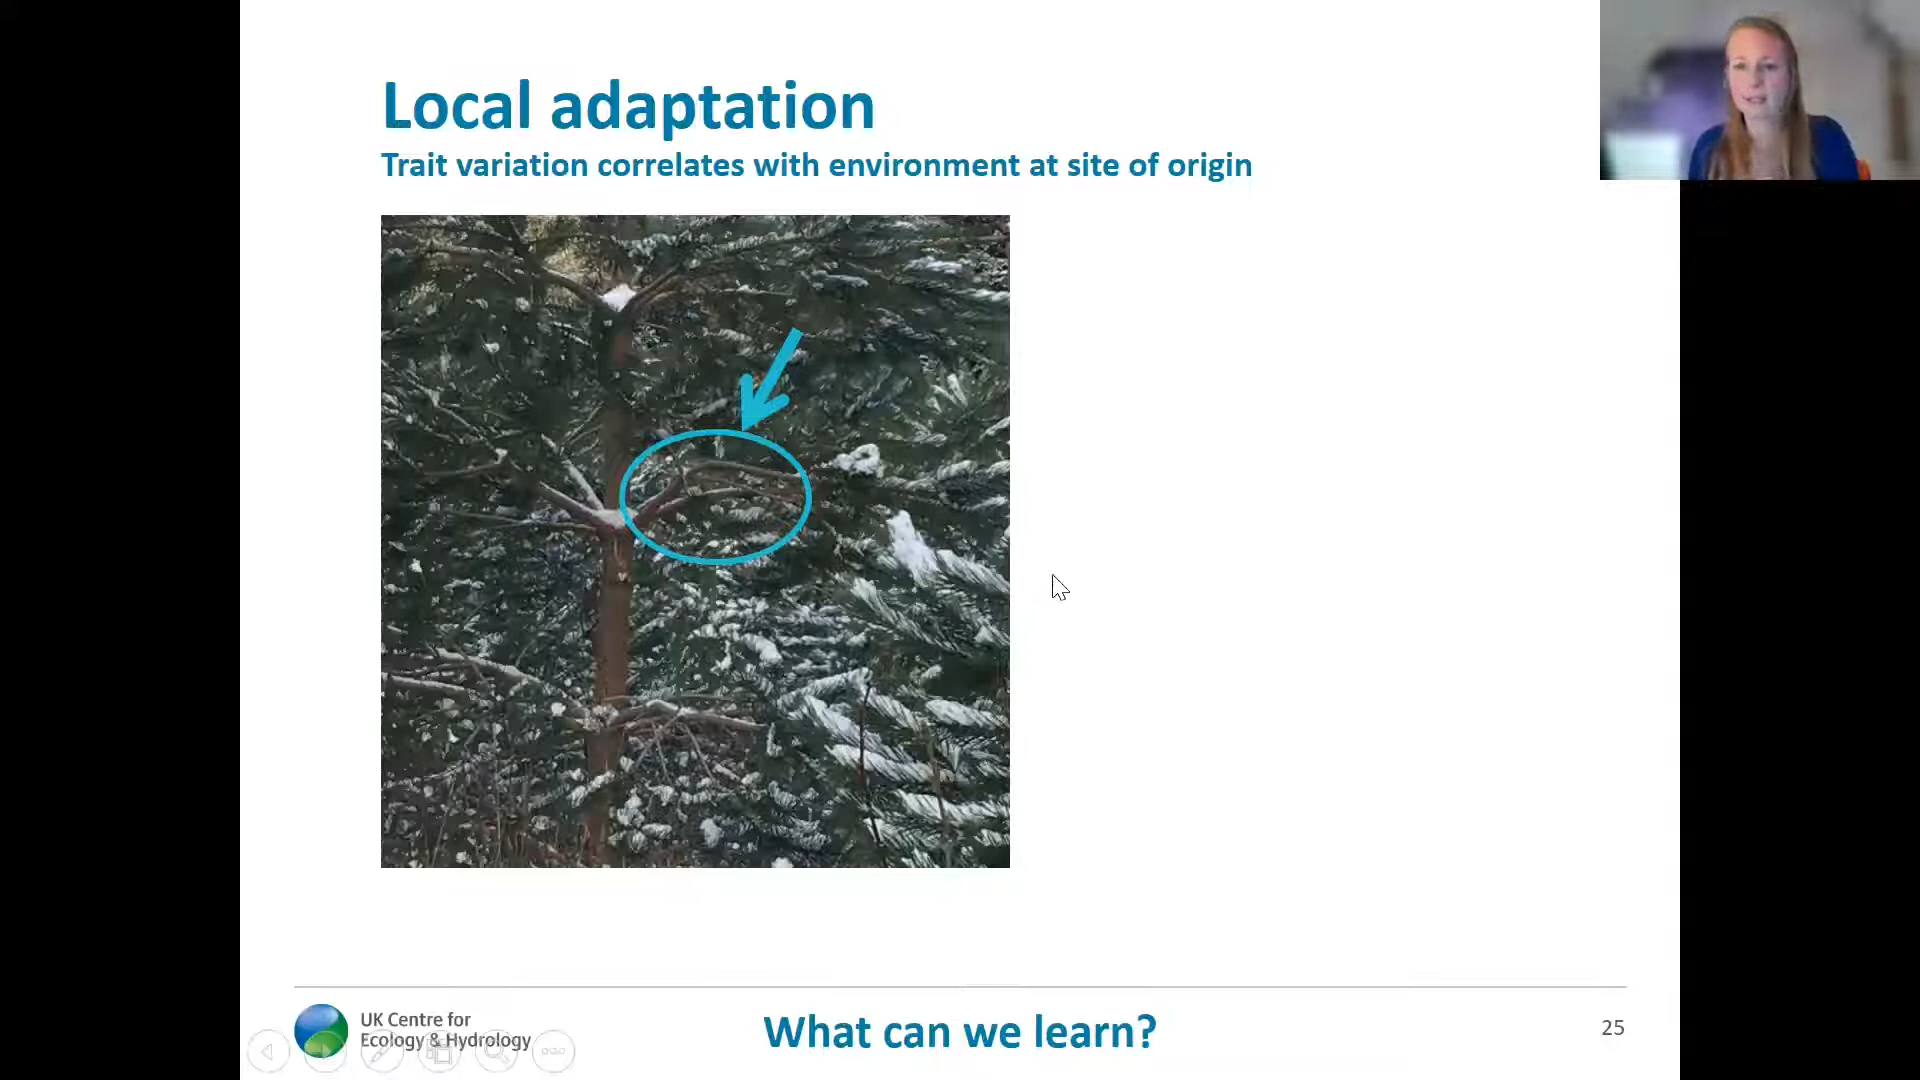 Local adaptation
Trait variation correlates with environment at site of origin
UK Centre for
Ecology & Hydrology
What can we learn?
25